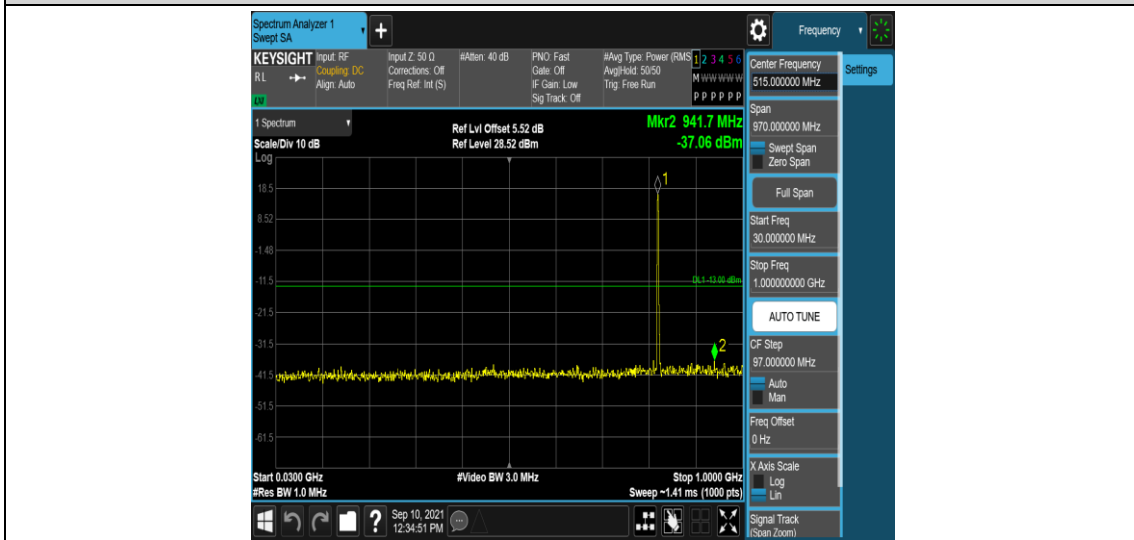 Spectrum Analyzer 1
Swept SA
+
Frequency
KEYSIGHT
RL
LXI
Input: RF
Coupling: DC
Align: Auto
Input Z: 50 Ω
Corrections: Off
Freq Ref: Int (S)
#Atten: 40 dB
PNO: Fast
Gate: Off
IF Gain: Low
Sig Track: Off
#Avg Type: Power (RMS
Avg|Hold: 50/50
Trig: Free Run
1 2 3 4 5 6
M W W W W W
P P P P P P
1 Spectrum
Scale/Div 10 dB
Log
Ref Lvl Offset 5.52 dB
Ref Level 28.52 dBm
Mkr2 941.7 MHz
-37.06 dBm
1
18.5
8.52
-1.48
-11.5
DL1 -13.00 dBm
-21.5
-31.5
2
-41.5
-51.5
-61.5
Start 0.0300 GHz
#Video BW 3.0 MHz
Stop 1.0000 GHz
#Res BW 1.0 MHz
Sweep ~1.41 ms (1000 pts)
?
Sep 10, 2021
12:34:51 PM
Center Frequency
515.000000 MHz
Settings
Span
970.000000 MHz
Swept Span
Zero Span
Full Span
Start Freq
30.000000 MHz
Stop Freq
1.000000000 GHz
AUTO TUNE
CF Step
97.000000 MHz
Auto
Man
Freq Offset
0 Hz
X Axis Scale
Log
Lin
Signal Track
(Span Zoom)